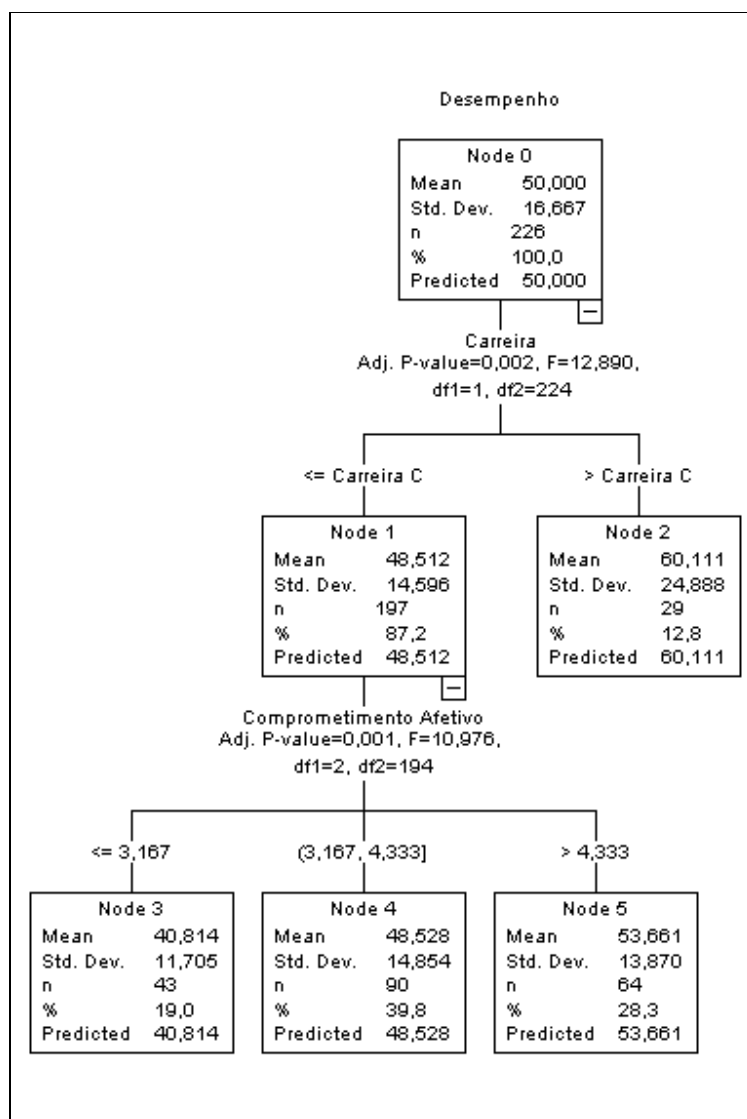 Desempenho
Node 0
Mean 50,000
Std. Dev. 16,667
n 226
% 100,0
Predicted 50,000
Carreira
Adj. P-value=0,002, F=12,890,
df1=1, df2=224
<= Carreira C
> Carreira C
Node 1
Mean 48,512
Std. Dev. 14,596
n 197
% 87,2
Predicted 48,512
Node 2
Mean 60,111
Std. Dev. 24,888
n 29
% 12,8
Predicted 60,111
Comprometimento Afetivo
Adj. P-value=0,001, F=10,976,
df1=2, df2=194
<= 3,167
(3,167, 4,333]
> 4,333
Node 3
Mean 40,814
Std. Dev. 11,705
n 43
% 19,0
Predicted 40,814
Node 4
Mean 48,528
Std. Dev. 14,854
n 90
% 39,8
Predicted 48,528
Node 5
Mean 53,661
Std. Dev. 13,870
n 64
% 28,3
Predicted 53,661